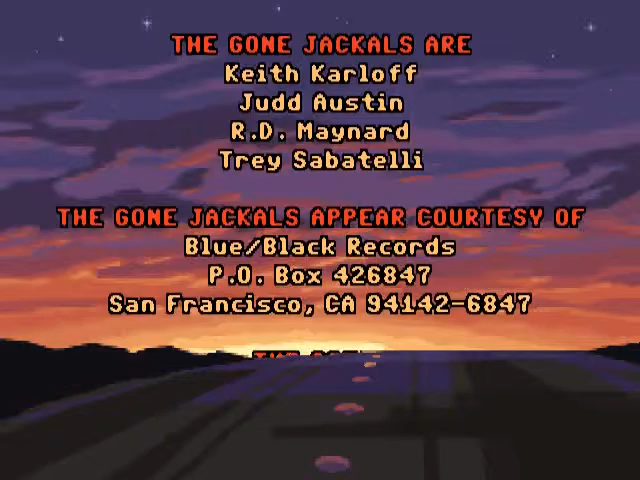 THE GONE JACKALS ARE
Keith Karloff
Judd Austin
R.D. Maynard
Trey Sabatelli
THE GONE JACKALS APPEAR COURTESY OF
Blue/Black Records
P.O. Box 426847
San Francisco, CA 94142-6847